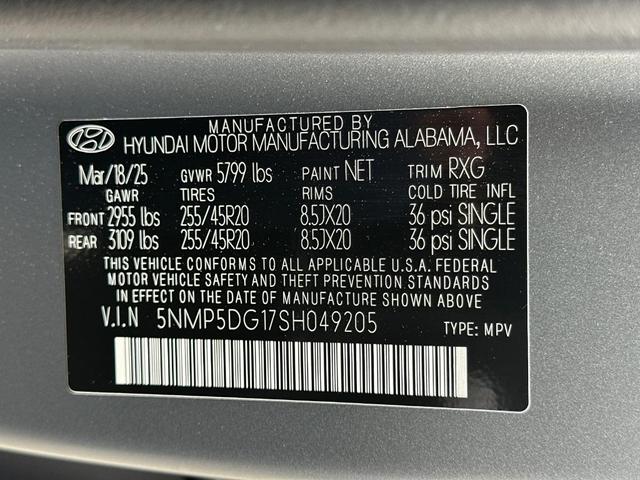 MANUFACTURED BY
HYUNDAI MOTOR MANUFACTURING ALABAMA, LLC
Mar/18/25 GVWR 5799 lbs PAINT NET TRIM RXG
GAWR TIRES RIMS COLD TIRE INFL
FRONT 2955 lbs 255/45R20 8.5JX20 36 psi SINGLE
REAR 3109 lbs 255/45R20 8.5JX20 36 psi SINGLE
THIS VEHICLE CONFORMS TO ALL APPLICABLE U.S.A. FEDERAL
MOTOR VEHICLE SAFETY AND THEFT PREVENTION STANDARDS
IN EFFECT ON THE DATE OF MANUFACTURE SHOWN ABOVE.
V.I.N 5NMP5DG17SH049205 TYPE: MPV